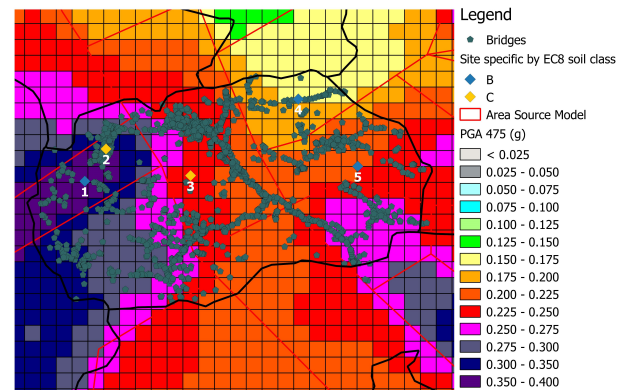 Legend
Bridges
Site specific by EC8 soil class
B
C
Area Source Model
PGA 475 (g)
< 0.025
0.025 - 0.050
0.050 - 0.075
0.075 - 0.100
0.100 - 0.125
0.125 - 0.150
0.150 - 0.175
0.175 - 0.200
0.200 - 0.225
0.225 - 0.250
0.250 - 0.275
0.275 - 0.300
0.300 - 0.350
0.350 - 0.400
4
2
5
3
1